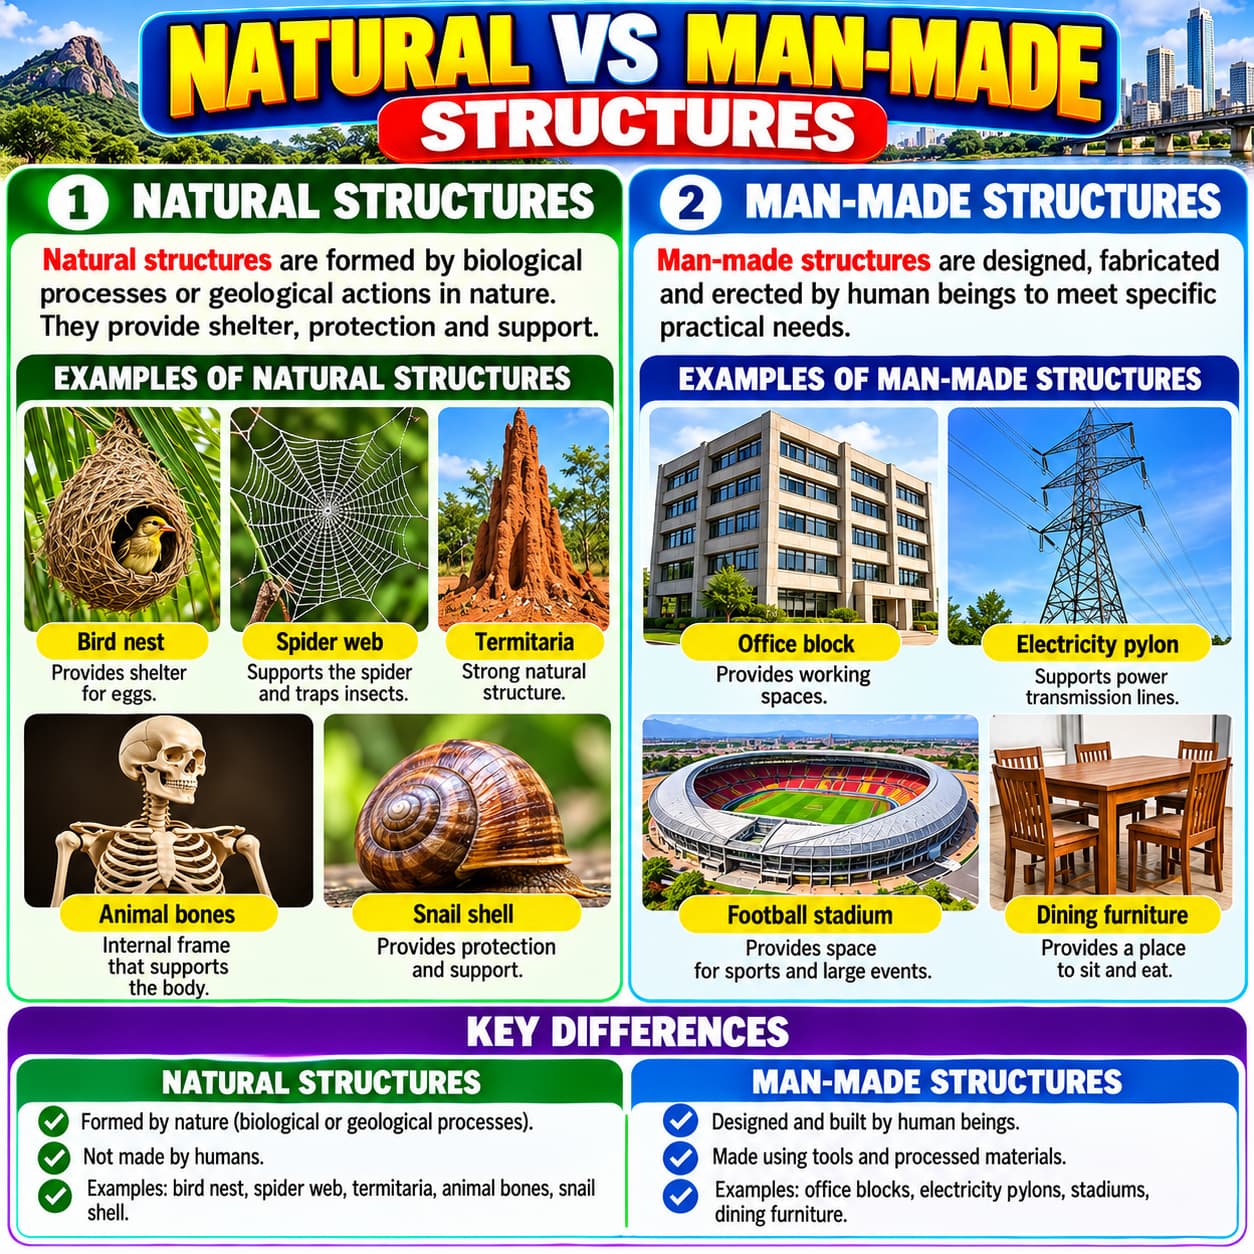 NATURAL VS MAN-MADE
STRUCTURES
1 NATURAL STRUCTURES
Natural structures are formed by biological
processes or geological actions in nature.
They provide shelter, protection and support.
EXAMPLES OF NATURAL STRUCTURES
Bird nest
Provides shelter
for eggs.
Spider web
Supports the spider
and traps insects.
Termitaria
Strong natural
structure.
Animal bones
Internal frame
that supports
the body.
Snail shell
Provides protection
and support.
2 MAN-MADE STRUCTURES
Man-made structures are designed, fabricated
and erected by human beings to meet specific
practical needs.
EXAMPLES OF MAN-MADE STRUCTURES
Office block
Provides working
spaces.
Electricity pylon
Supports power
transmission lines.
Football stadium
Provides space
for sports and large events.
Dining furniture
Provides a place
to sit and eat.
KEY DIFFERENCES
NATURAL STRUCTURES
Formed by nature (biological or geological processes).
Not made by humans.
Examples: bird nest, spider web, termitaria, animal bones, snail
shell.
MAN-MADE STRUCTURES
Designed and built by human beings.
Made using tools and processed materials.
Examples: office blocks, electricity pylons, stadiums,
dining furniture.